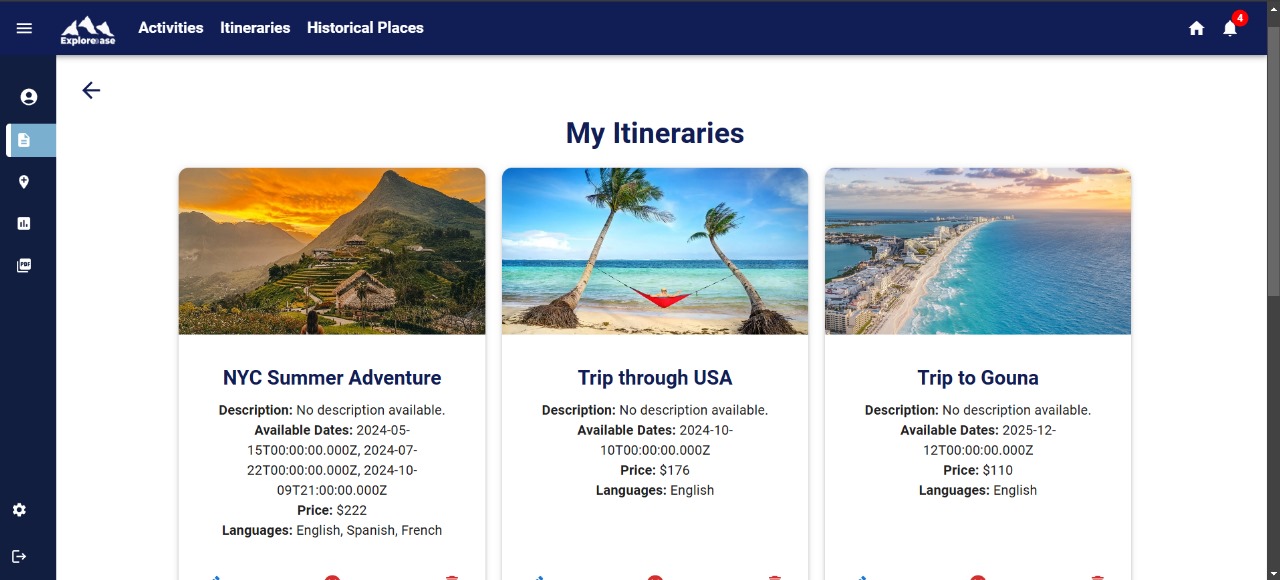 Activities Itineraries Historical Places
4
Explore ase
PDF
My Itineraries
NYC Summer Adventure
Description: No description available.
Available Dates: 2024-05-
15T00:00:00.000Z, 2024-07-
22T00:00:00.000Z, 2024-10-
09T21:00:00.000Z
Price: $222
Languages: English, Spanish, French
Trip through USA
Description: No description available.
Available Dates: 2024-10-
10T00:00:00.000Z
Price: $176
Languages: English
Trip to Gouna
Description: No description available.
Available Dates: 2025-12-
12T00:00:00.000Z
Price: $110
Languages: English